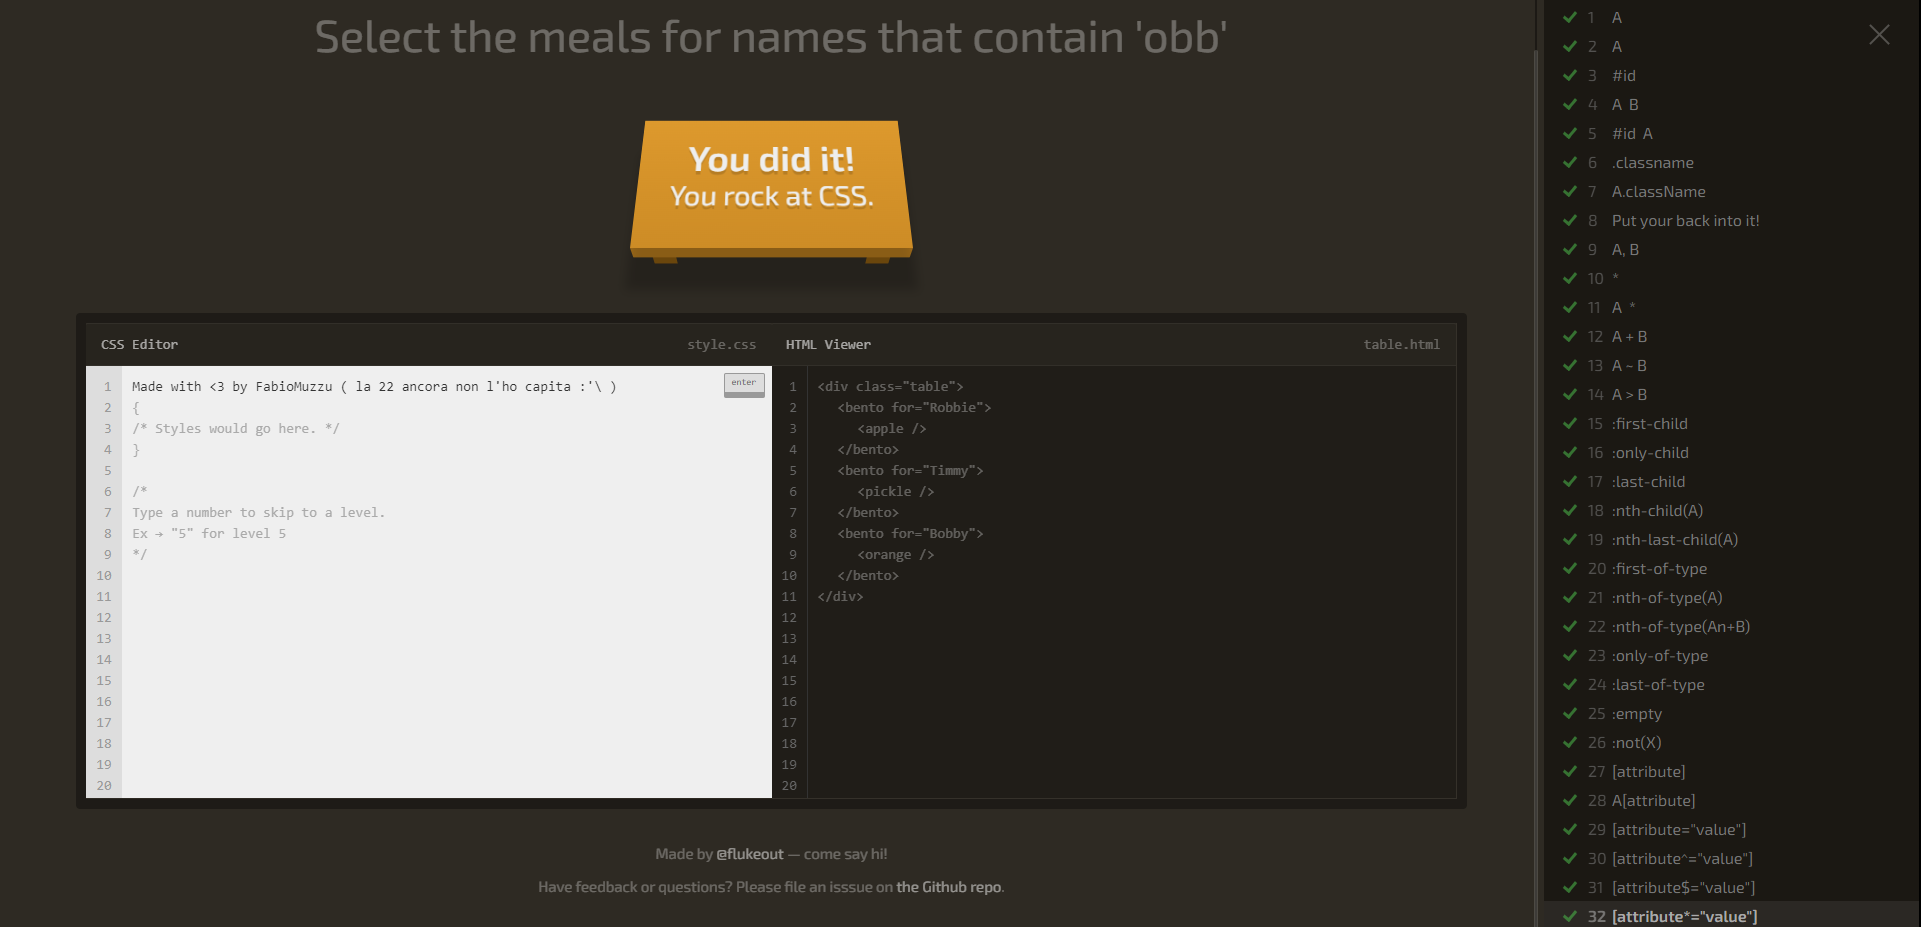 Select the meals for names that contain 'obb'
You did it!
You rock at CSS.
CSS Editor
style.css
1 Made with <3 by FabioMuzzu ( la 22 ancora non l'ho capita :'\ )
enter
2 {
3 /* Styles would go here. */
4 }
5
6 /*
7 Type a number to skip to a level.
8 Ex → "5" for level 5
9 */
10
11
12
13
14
15
16
17
18
19
20
HTML Viewer
table.html
1 <div class="table">
2 <bento for="Robbie">
3 <apple />
4 </bento>
5 <bento for="Timmy">
6 <pickle />
7 </bento>
8 <bento for="Bobby">
9 <orange />
10 </bento>
11 </div>
12
13
14
15
16
17
18
19
20
Made by @flukeout — come say hi!
Have feedback or questions? Please file an isssue on the Github repo.
1 A
2 A
3 #id
4 A B
5 #id A
6 .classname
7 A.className
8 Put your back into it!
9 A, B
10 *
11 A *
12 A + B
13 A ~ B
14 A > B
15 :first-child
16 :only-child
17 :last-child
18 :nth-child(A)
19 :nth-last-child(A)
20 :first-of-type
21 :nth-of-type(A)
22 :nth-of-type(An+B)
23 :only-of-type
24 :last-of-type
25 :empty
26 :not(X)
27 [attribute]
28 A[attribute]
29 [attribute="value"]
30 [attribute^="value"]
31 [attribute$="value"]
32 [attribute*="value"]